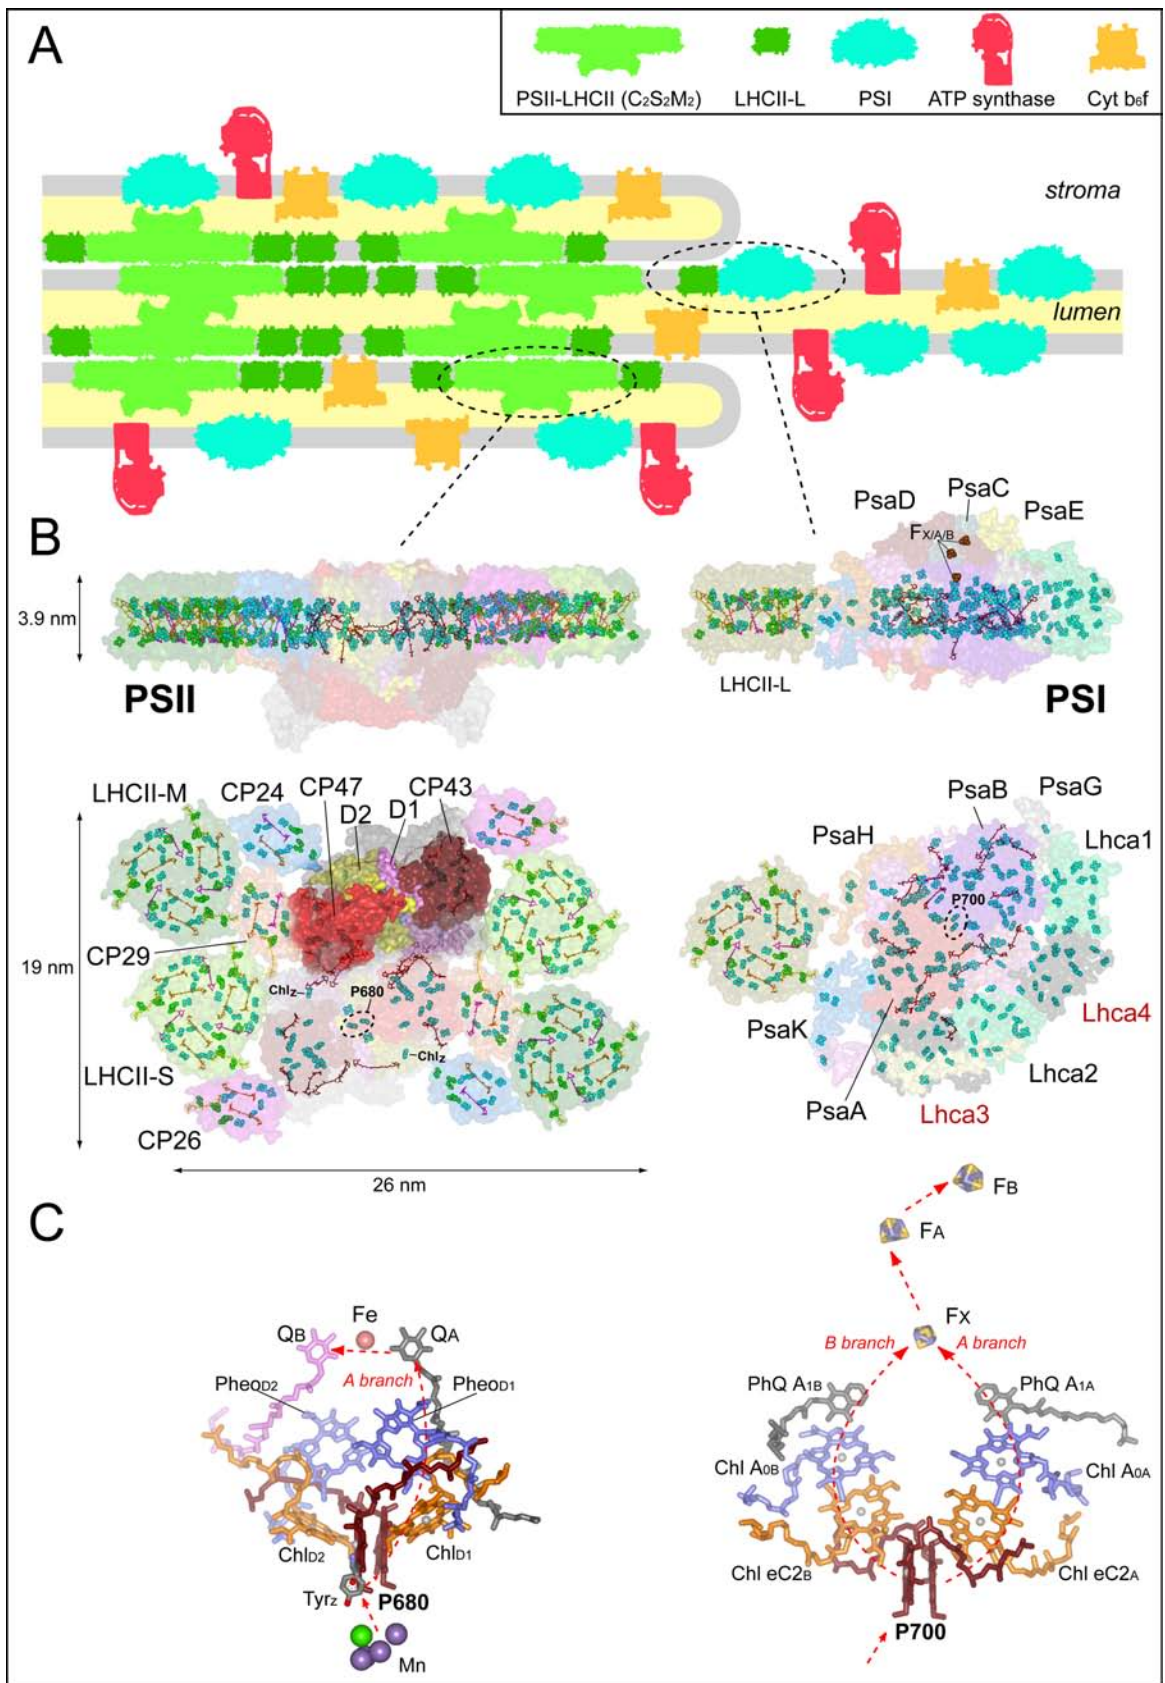 A
PSII-LHCII (C₂S₂M₂) LHCII-L PSI ATP synthase Cyt b₆f
stroma
lumen
B
PsaD PsaC PsaE
FX/A/B
3.9 nm
PSII
LHCII-L
PSI
LHCII-M CP24 CP47 D2 D1 CP43
PsaB PsaG
PsaH Lhca1
P700
CP29
19 nm
Chlz
P680
Chlz
PsaK
Lhca4
LHCII-S
Lhca2
PsaA
Lhca3
CP26
26 nm
C
FB
FA
Fe
QB QA
FX
B branch A branch
A branch
PheoD2 PheoD1
PhQ A1B PhQ A1A
Chl A0B Chl A0A
ChlD2 ChlD1
Chl eC2B Chl eC2A
Tyrz P680
P700
Mn